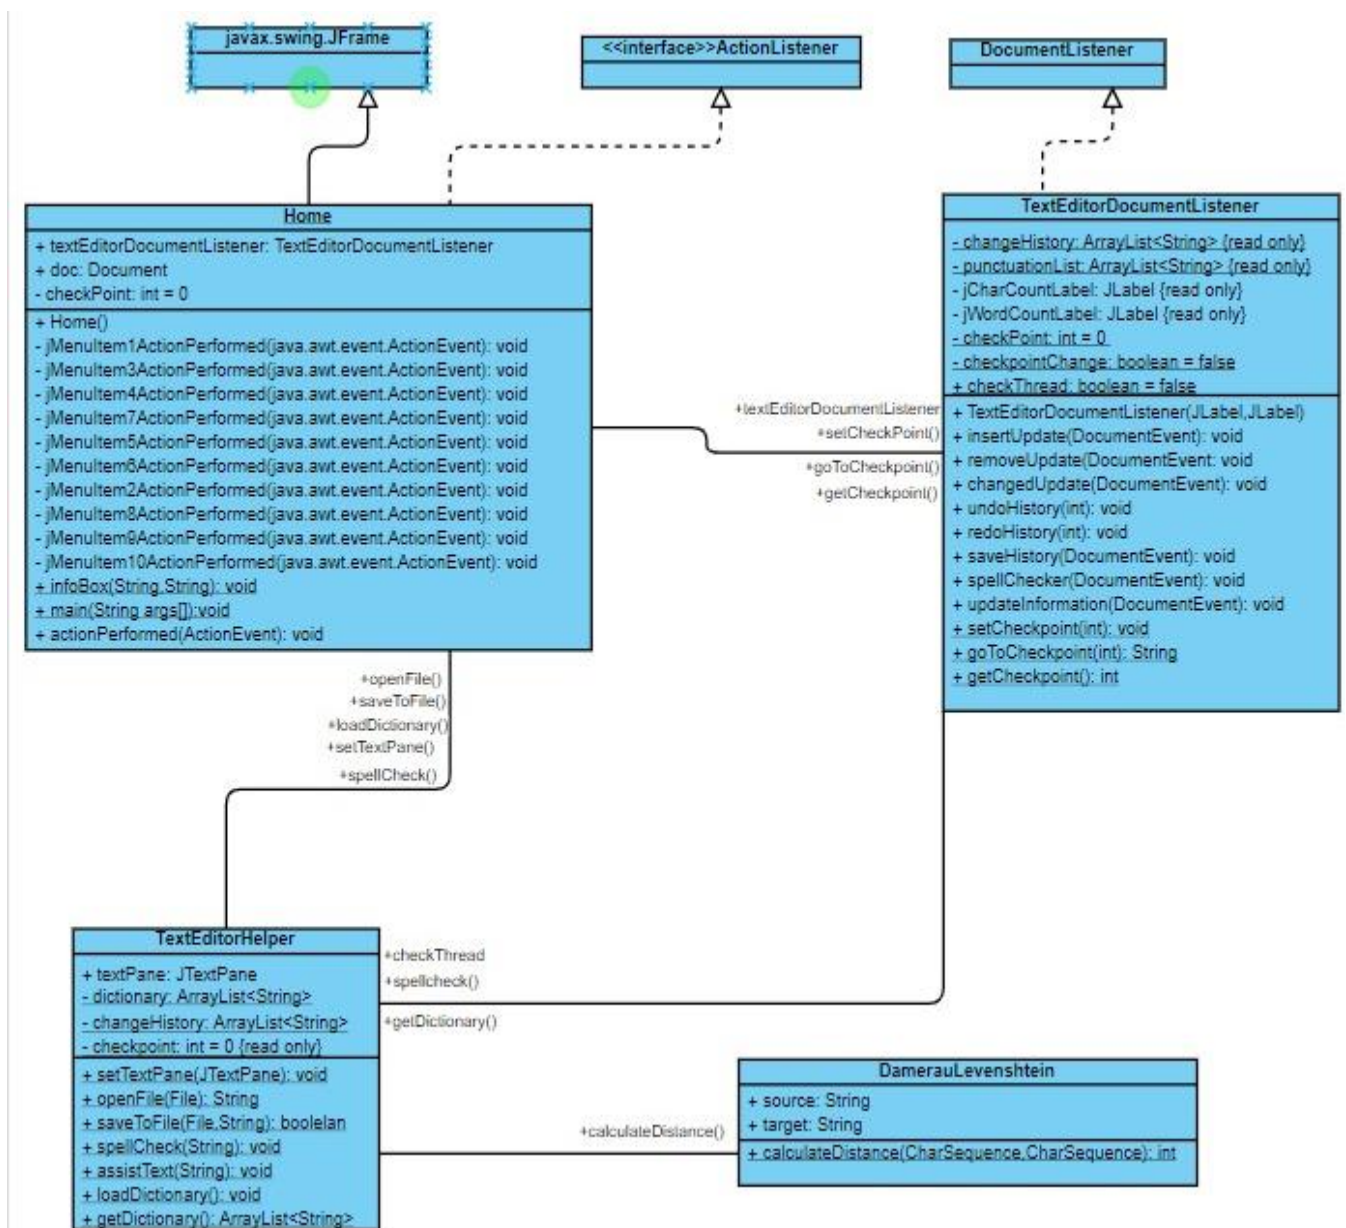 javax.swing.JFrame
<<interface>>ActionListener
DocumentListener
Home
+ textEditorDocumentListener: TextEditorDocumentListener
+ doc: Document
- checkPoint: int = 0
+ Home()
- jMenuItem1ActionPerformed(java.awt.event.ActionEvent): void
- jMenuItem3ActionPerformed(java.awt.event.ActionEvent): void
- jMenuItem4ActionPerformed(java.awt.event.ActionEvent): void
- jMenuItem7ActionPerformed(java.awt.event.ActionEvent): void
- jMenuItem5ActionPerformed(java.awt.event.ActionEvent): void
- jMenuItem6ActionPerformed(java.awt.event.ActionEvent): void
- jMenuItem2ActionPerformed(java.awt.event.ActionEvent): void
- jMenuItem8ActionPerformed(java.awt.event.ActionEvent): void
- jMenuItem9ActionPerformed(java.awt.event.ActionEvent): void
- jMenuItem10ActionPerformed(java.awt.event.ActionEvent): void
+ infoBox(String,String): void
+ main(String args[]):void
+ actionPerformed(ActionEvent): void
+textEditorDocumentListener
+setCheckPoint()
+goToCheckpoint()
+getCheckpoint()
TextEditorDocumentListener
- changeHistory: ArrayList<String> {read only}
- punctuationList: ArrayList<String> {read only}
- jCharCountLabel: JLabel {read only}
- jWordCountLabel: JLabel {read only}
- checkPoint: int = 0
- checkpointChange: boolean = false
+ checkThread: boolean = false
+ TextEditorDocumentListener(JLabel,JLabel)
+ insertUpdate(DocumentEvent): void
+ removeUpdate(DocumentEvent: void
+ changedUpdate(DocumentEvent): void
+ undoHistory(int): void
+ redoHistory(int): void
+ saveHistory(DocumentEvent): void
+ spellChecker(DocumentEvent): void
+ updateInformation(DocumentEvent): void
+ setCheckpoint(int): void
+ goToCheckpoint(int): String
+ getCheckpoint(): int
+openFile()
+saveToFile()
+loadDictionary()
+setTextPane()
+spellCheck()
TextEditorHelper
+ textPane: JTextPane
- dictionary: ArrayList<String>
- changeHistory: ArrayList<String>
- checkpoint: int = 0 {read only}
+ setTextPane(JTextPane): void
+ openFile(File): String
+ saveToFile(File,String): boolelan
+ spellCheck(String): void
+ assistText(String): void
+ loadDictionary(): void
+ getDictionary(): ArrayList<String>
+checkThread
+spellcheck()
+getDictionary()
+calculateDistance()
DamerauLevenshtein
+ source: String
+ target: String
+ calculateDistance(CharSequence,CharSequence): int